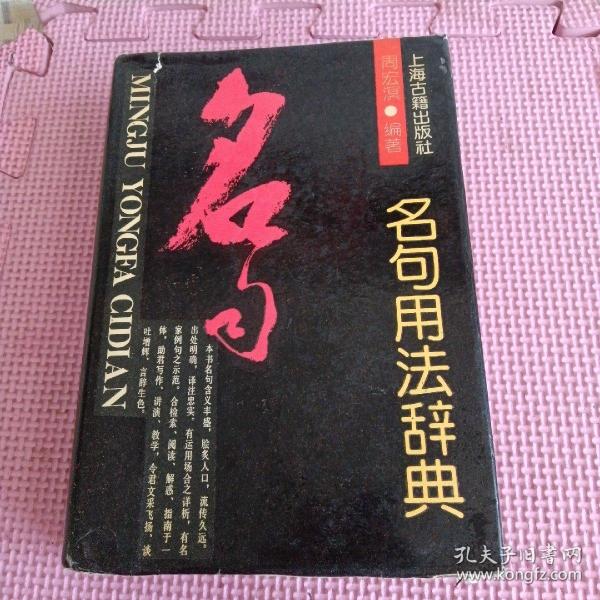 上海古籍出版社
周宏溟·编著
名句用法辞典
名句
MINGJU YONGFA CIDIAN
本书名句含义丰盛，脍炙人口，流传久远。
出处明确，译注忠实。有运用场合之详析，有名
家例句之示范。合检索、阅读、解惑、指南于一
体，助君写作、讲演、教学，令君文采飞扬、谈
吐增辉、言辞生色。
孔夫子旧书网
www.kongfz.com